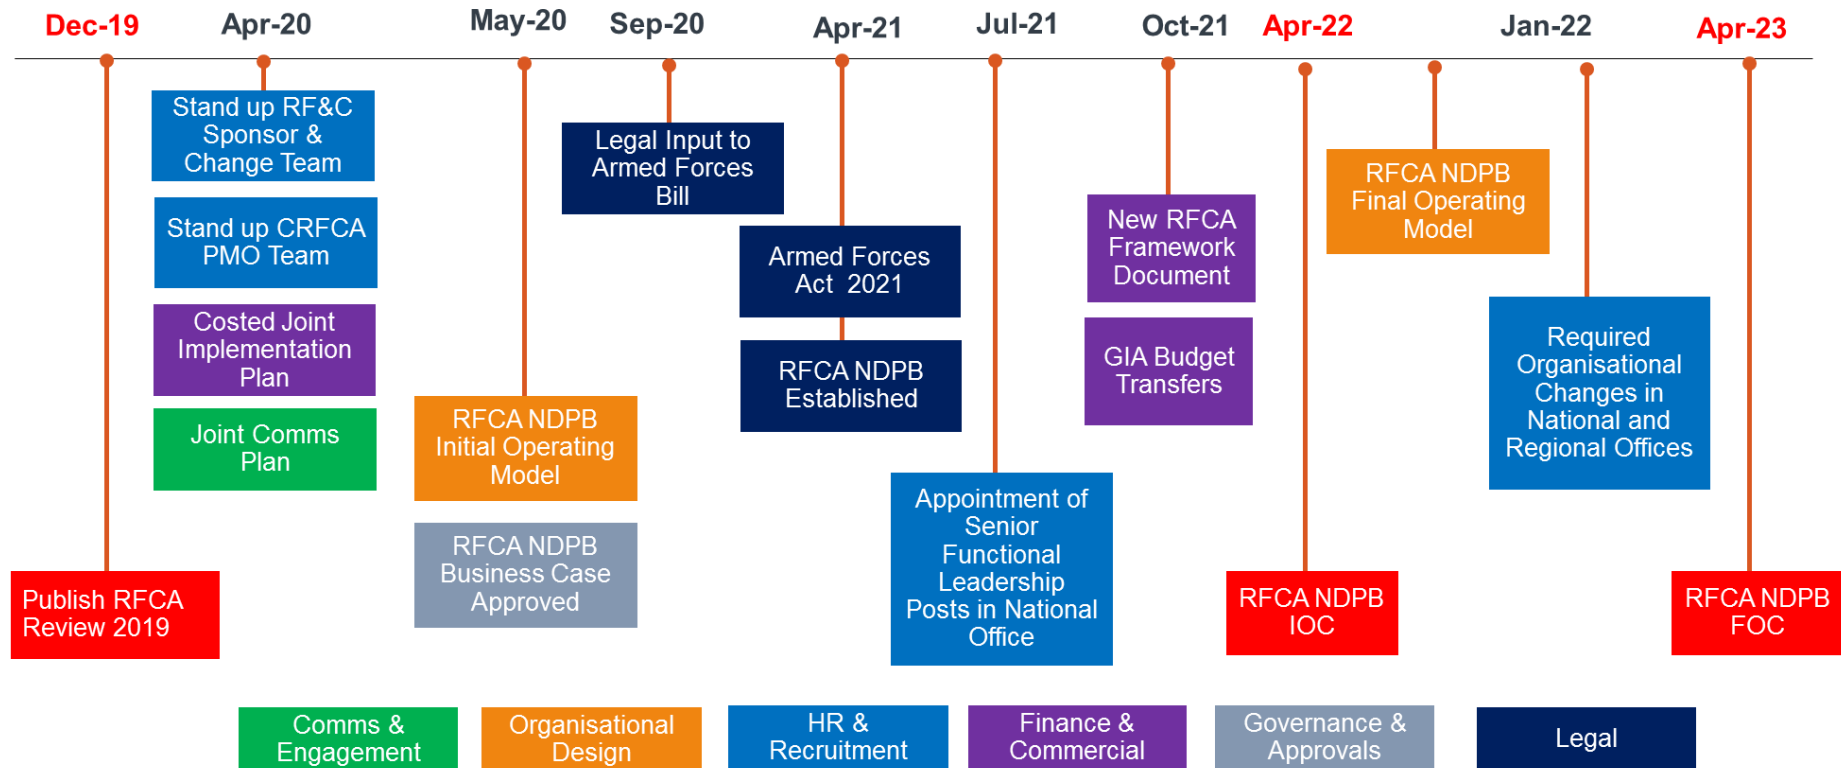 Dec-19
Apr-20
May-20
Sep-20
Apr-21
Jul-21
Oct-21
Apr-22
Jan-22
Apr-23
Stand up RF&C
Sponsor &
Change Team
Stand up CRFCA
PMO Team
Costed Joint
Implementation
Plan
Joint Comms
Plan
Publish RFCA
Review 2019
RFCA NDPB
Initial Operating
Model
RFCA NDPB
Business Case
Approved
Legal Input to
Armed Forces
Bill
Armed Forces
Act 2021
RFCA NDPB
Established
Appointment of
Senior
Functional
Leadership
Posts in National
Office
New RFCA
Framework
Document
GIA Budget
Transfers
RFCA NDPB
IOC
RFCA NDPB
Final Operating
Model
Required
Organisational
Changes in
National and
Regional Offices
RFCA NDPB
FOC
Comms &
Engagement
Organisational
Design
HR &
Recruitment
Finance &
Commercial
Governance &
Approvals
Legal